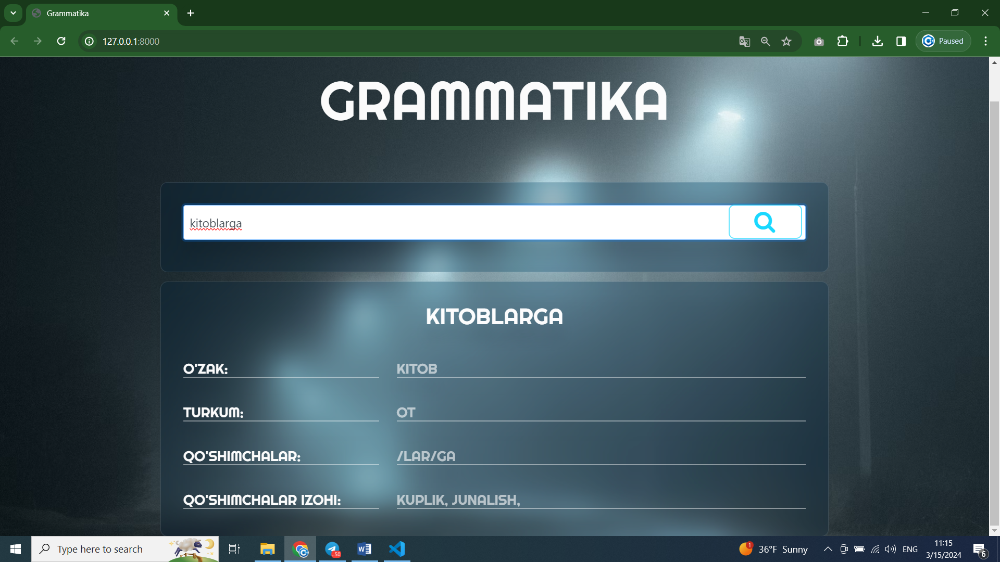 Grammatika
127.0.0.1:8000
Paused
GRAMMATIKA
kitoblarga
KITOBLARGA
O'ZAK: KITOB
TURKUM: OT
QO'SHIMCHALAR: /LAR/GA
QO'SHIMCHALAR IZOHI: KUPLIK, JUNALISH,
Type here to search
..50
1
36°F Sunny
ENG
11:15
3/15/2024
6